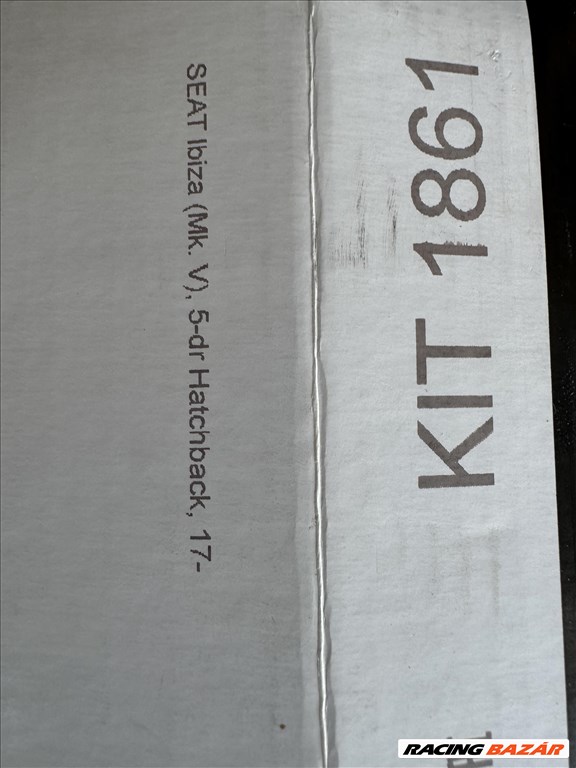 SEAT Ibiza (Mk. V), 5-dr Hatchback, 17-
KIT 1861
RACING BAZÁR